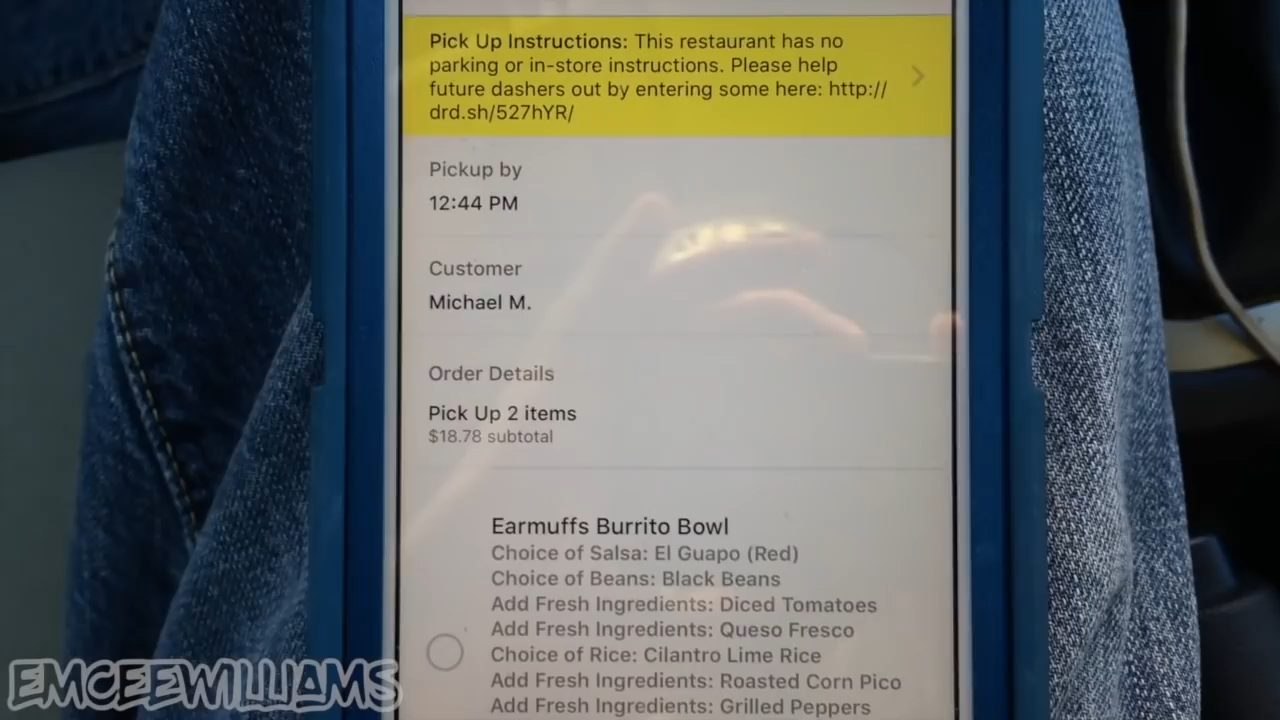 Pick Up Instructions: This restaurant has no
parking or in-store instructions. Please help
future dashers out by entering some here: http://
drd.sh/527hYR/
Pickup by
12:44 PM
Customer
Michael M.
Order Details
Pick Up 2 items
$18.78 subtotal
Earmuffs Burrito Bowl
Choice of Salsa: El Guapo (Red)
Choice of Beans: Black Beans
Add Fresh Ingredients: Diced Tomatoes
Add Fresh Ingredients: Queso Fresco
Choice of Rice: Cilantro Lime Rice
Add Fresh Ingredients: Roasted Corn Pico
Add Fresh Ingredients: Grilled Peppers
EMCEEWILLIAMS